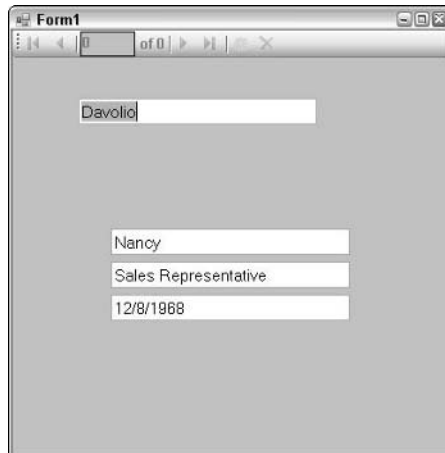 Form1
0 of 0
Davolio
Nancy
Sales Representative
12/8/1968